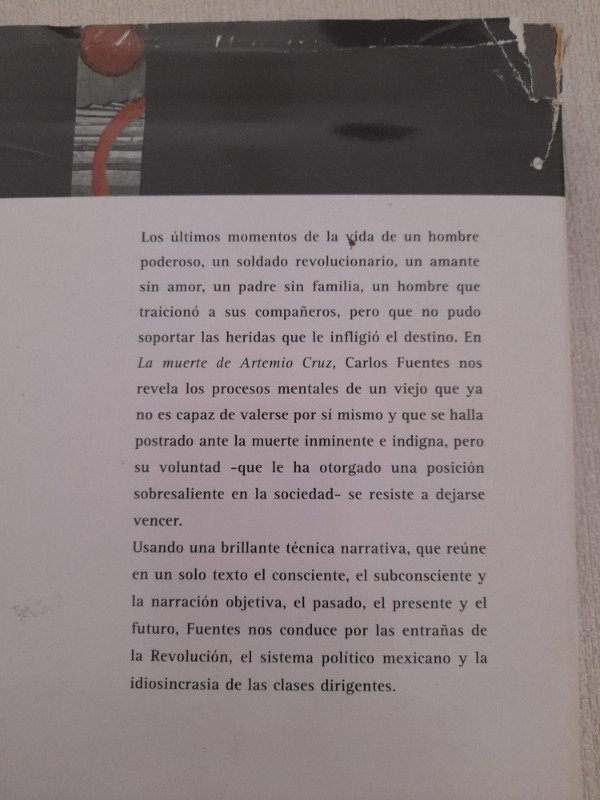 Los últimos momentos de la vida de un hombre
poderoso, un soldado revolucionario, un amante
sin amor, un padre sin familia, un hombre que
traicionó a sus compañeros, pero que no pudo
soportar las heridas que le infligió el destino. En
La muerte de Artemio Cruz, Carlos Fuentes nos
revela los procesos mentales de un viejo que ya
no es capaz de valerse por sí mismo y que se halla
postrado ante la muerte inminente e indigna, pero
su voluntad -que le ha otorgado una posición
sobresaliente en la sociedad- se resiste a dejarse
vencer.
Usando una brillante técnica narrativa, que reúne
en un solo texto el consciente, el subconsciente y
la narración objetiva, el pasado, el presente y el
futuro, Fuentes nos conduce por las entrañas de
la Revolución, el sistema político mexicano y la
idiosincrasia de las clases dirigentes.